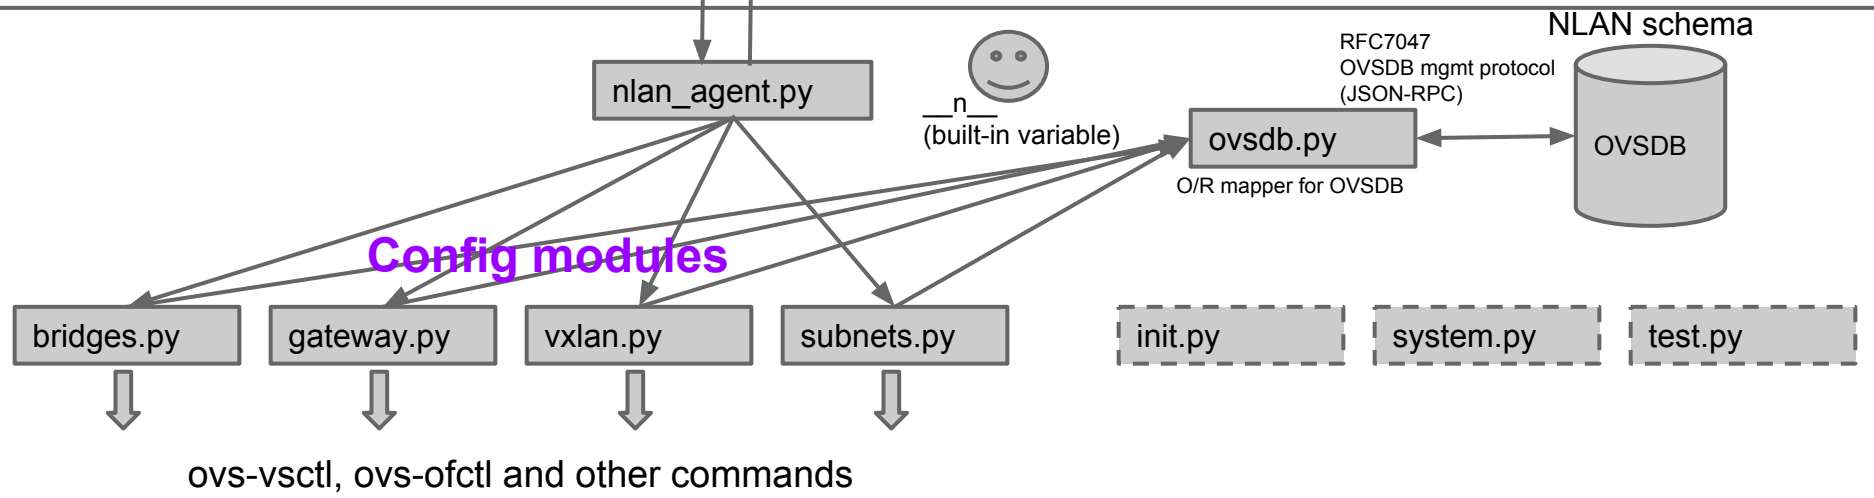 NLAN schema
RFC7047
OVSDB mgmt protocol
(JSON-RPC)
nlan_agent.py
__n__
(built-in variable)
ovsdb.py
OVSDB
O/R mapper for OVSDB
Config modules
bridges.py
gateway.py
vxlan.py
subnets.py
init.py
system.py
test.py
ovs-vsctl, ovs-ofctl and other commands